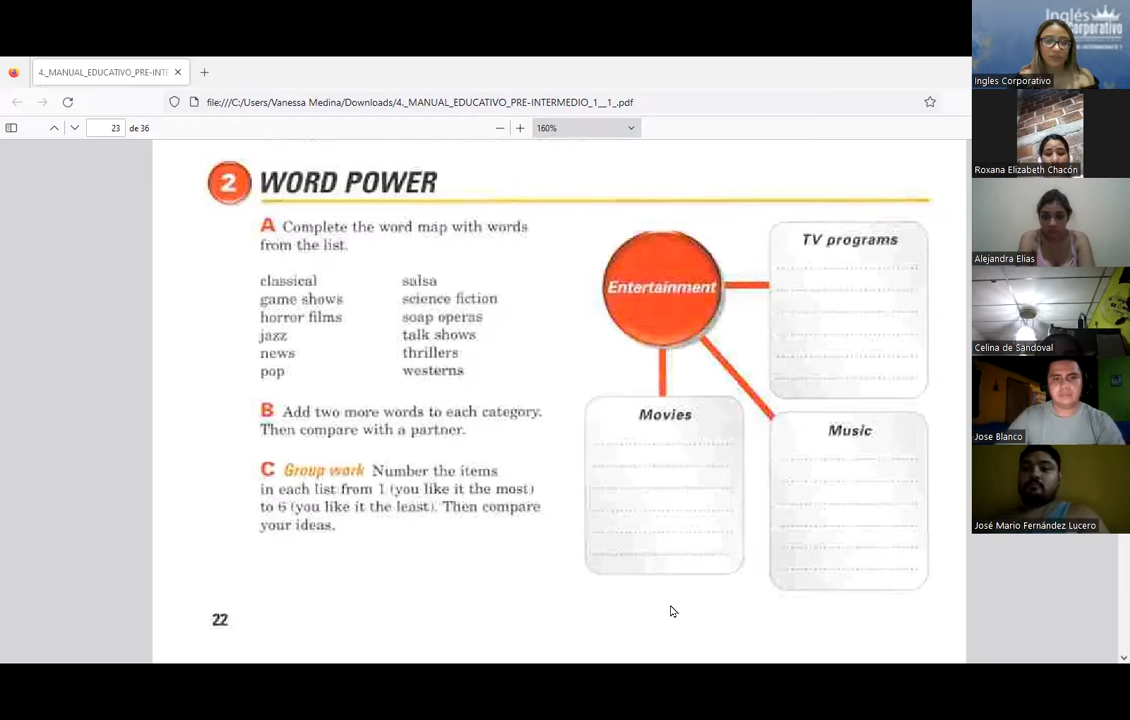 4._MANUAL_EDUCATIVO_PRE-INTE
file:///C:/Users/Vanessa Medina/Downloads/4._MANUAL_EDUCATIVO_PRE-INTERMEDIO_1__1_.pdf
23 de 36
160%
2 WORD POWER
A Complete the word map with words
from the list.
classical
game shows
horror films
jazz
news
pop
salsa
science fiction
soap operas
talk shows
thrillers
westerns
B Add two more words to each category.
Then compare with a partner.
C Group work Number the items
in each list from 1 (you like it the most)
to 6 (you like it the least). Then compare
your ideas.
Entertainment
TV programs
Movies
Music
22
Inglés
Corporativo
Ingles Corporativo
Roxana Elizabeth Chacón
Alejandra Elias
Celina de Sandoval
Jose Blanco
José Mario Fernández Lucero